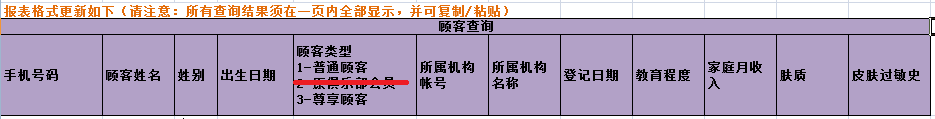 报表格式更新如下（请注意：所有查询结果须在一页内全部显示，并可复制/粘贴）
顾客查询
手机号码
顾客姓名
姓别
出生日期
顾客类型
1-普通顾客
俱乐部会员
3-尊享顾客
所属机构
帐号
所属机构
名称
登记日期
教育程度
家庭月收
入
肤质
皮肤过敏史